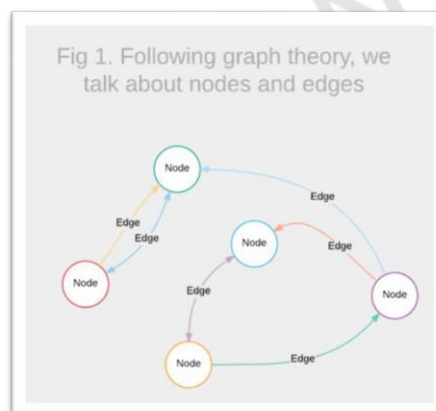 Fig 1. Following graph theory, we
talk about nodes and edges
Node
Edge
Edge
Edge
Node
Edge
Node
Edge
Node
Node
Edge